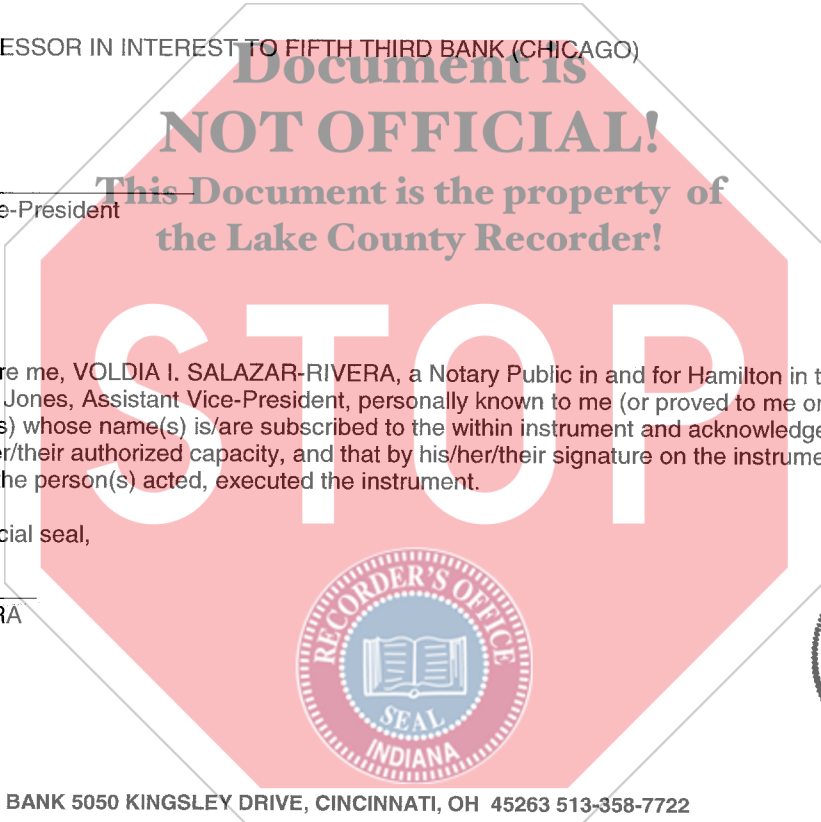 ESSOR IN INTEREST TO FIFTH THIRD BANK (CHICAGO)
Document is
NOT OFFICIAL!
This Document is the property of
e-President
the Lake County Recorder!
STOP
re me, VOLDIA I. SALAZAR-RIVERA, a Notary Public in and for Hamilton in t
Jones, Assistant Vice-President, personally known to me (or proved to me or
s) whose name(s) is/are subscribed to the within instrument and acknowledge
r/their authorized capacity, and that by his/her/their signature on the instrume
he person(s) acted, executed the instrument.
cial seal,
RA
RECORDER'S OFFICE
SEAL
INDIANA
BANK 5050 KINGSLEY DRIVE, CINCINNATI, OH 45263 513-358-7722